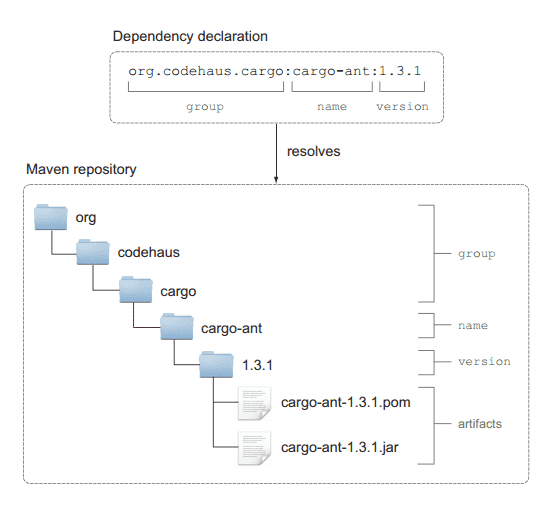 Dependency declaration
org.codehaus.cargo:cargo-ant:1.3.1
group name version
resolves
Maven repository
org
codehaus
group
cargo
cargo-ant
name
1.3.1
version
cargo-ant-1.3.1.pom
artifacts
cargo-ant-1.3.1.jar